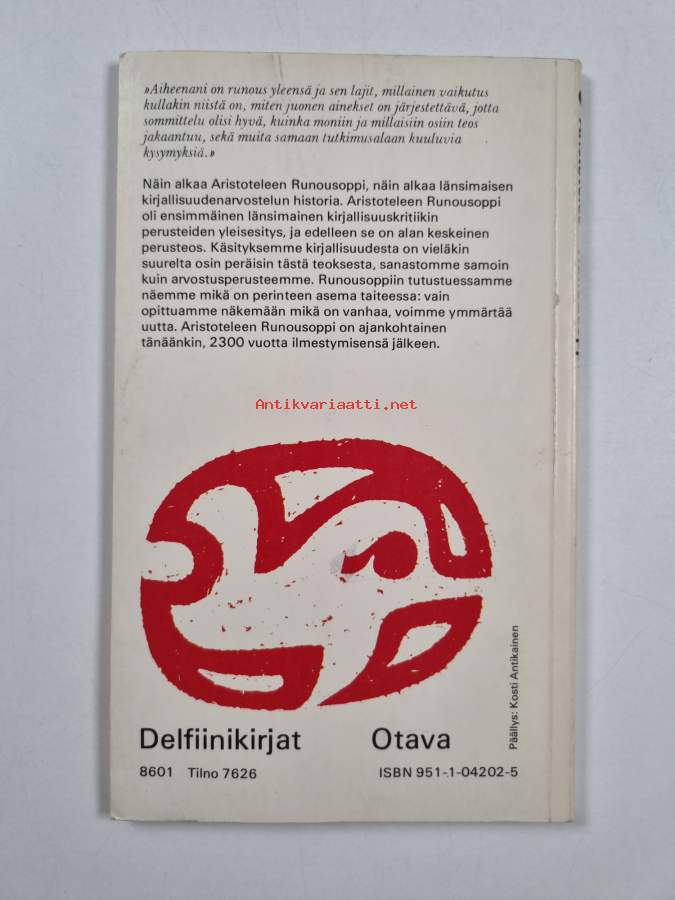 »Aiheenani on runous yleensä ja sen lajit, millainen vaikutus
kullakin niistä on, miten juonen ainekset on järjestettävä, jotta
sommittelu olisi hyvä, kuinka moniin ja millaisiin osiin teos
jakaantuu, sekä muita samaan tutkimusalaan kuuluvia
kysymyksiä.»
Näin alkaa Aristoteleen Runousoppi, näin alkaa länsimaisen
kirjallisuudenarvostelun historia. Aristoteleen Runousoppi
oli ensimmäinen länsimainen kirjallisuuskritiikin
perusteiden yleisesitys, ja edelleen se on alan keskeinen
perusteos. Käsityksemme kirjallisuudesta on vieläkin
suurelta osin peräisin tästä teoksesta, sanastomme samoin
kuin arvostusperusteemme. Runousoppiin tutustuessamme
näemme mikä on perinteen asema taiteessa: vain
opittuamme näkemään mikä on vanhaa, voimme ymmärtää
uutta. Aristoteleen Runousoppi on ajankohtainen
tänäänkin, 2300 vuotta ilmestymisensä jälkeen.
Antikvariaatti.net
Päällys: Kosti Antikainen
Delfiinikirjat Otava
8601 Tilno 7626 ISBN 951-1-04202-5